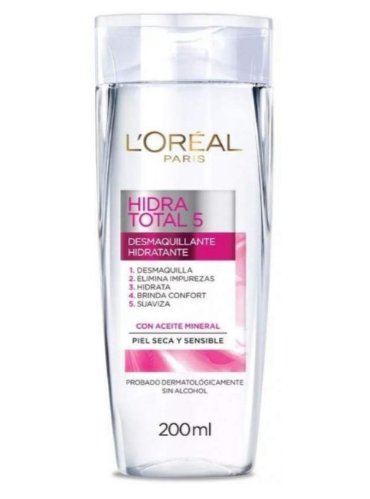 L'ORÉAL
PARIS
HIDRA
TOTAL 5
DESMAQUILLANTE
HIDRATANTE
1. DESMAQUILLA
2. ELIMINA IMPUREZAS
3. HIDRATA
4. BRINDA CONFORT
5. SUAVIZA
CON ACEITE MINERAL
PIEL SECA Y SENSIBLE
PROBADO DERMATOLÓGICAMENTE
SIN ALCOHOL
200ml